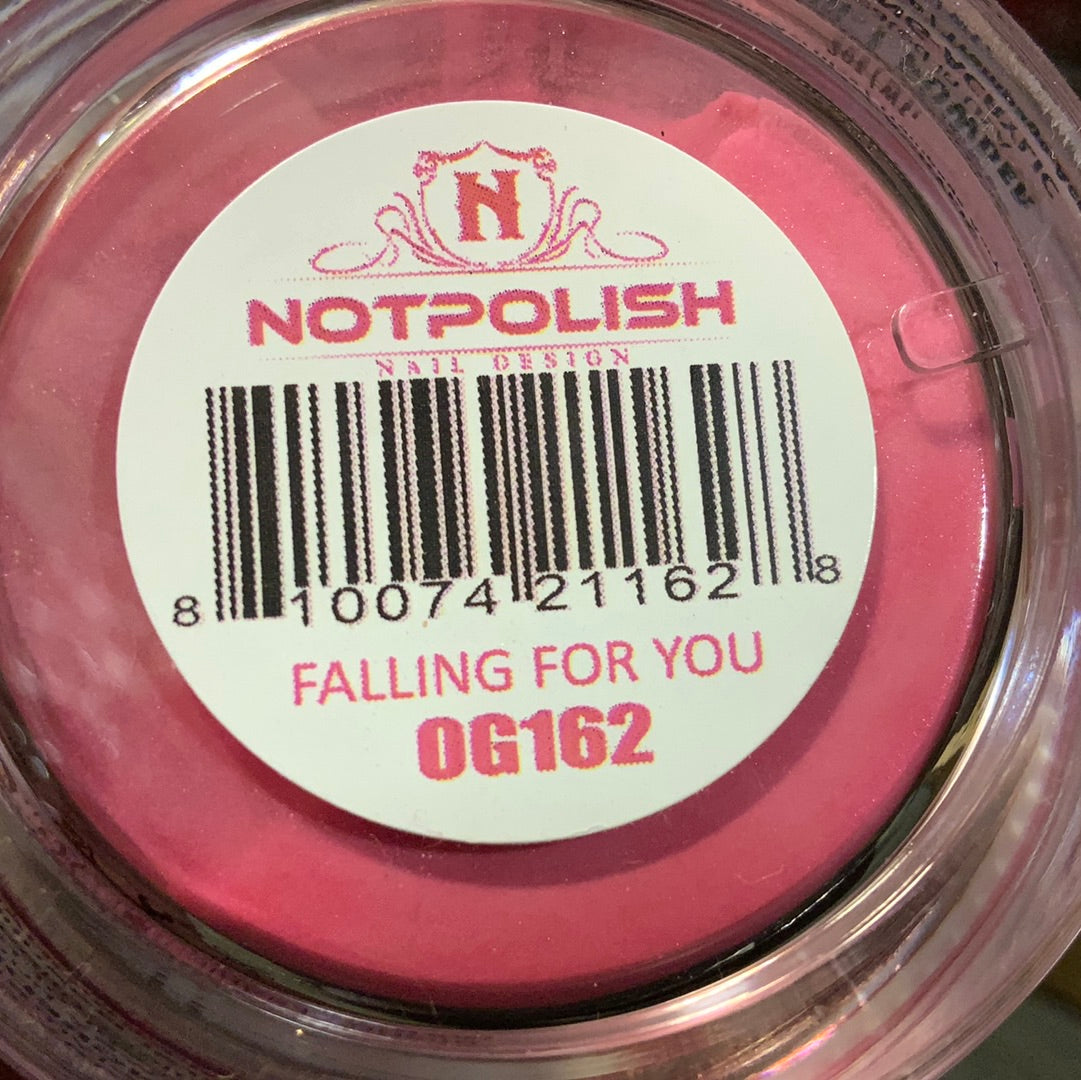 N
NOTPOLISH
NAIL DESIGN
8 10074 21162 8
FALLING FOR YOU
OG162